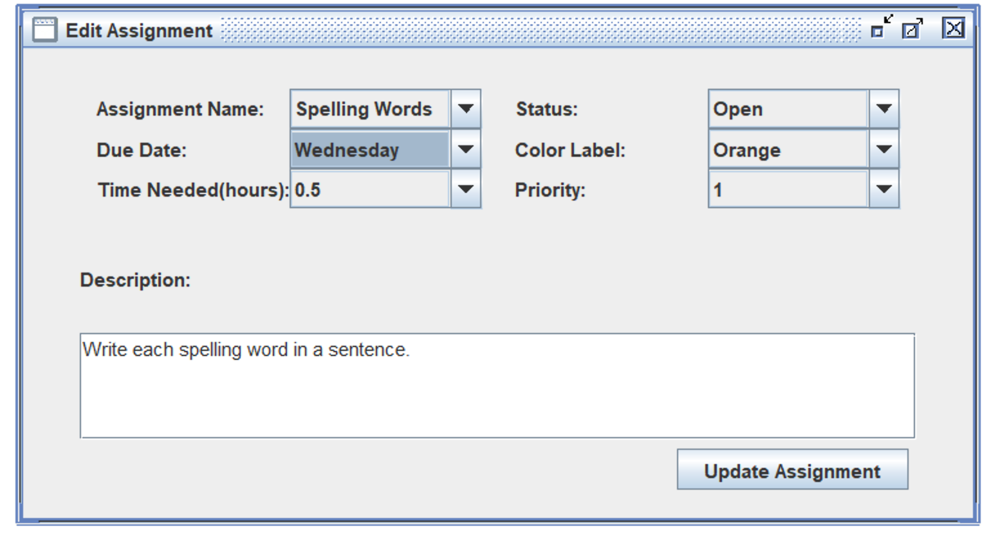 Edit Assignment
Assignment Name: Spelling Words Status: Open
Due Date: Wednesday Color Label: Orange
Time Needed(hours): 0.5 Priority: 1
Description:
Write each spelling word in a sentence.
Update Assignment